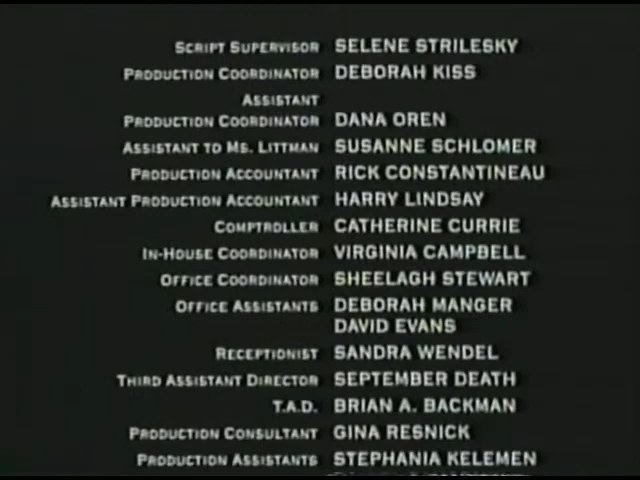 SCRIPT SUPERVISOR SELENE STRILESKY
PRODUCTION COORDINATOR DEBORAH KISS
ASSISTANT
PRODUCTION COORDINATOR DANA OREN
ASSISTANT TO MS. LITTMAN SUSANNE SCHLOMER
PRODUCTION ACCOUNTANT RICK CONSTANTINEAU
ASSISTANT PRODUCTION ACCOUNTANT HARRY LINDSAY
COMPTROLLER CATHERINE CURRIE
IN-HOUSE COORDINATOR VIRGINIA CAMPBELL
OFFICE COORDINATOR SHEELAGH STEWART
OFFICE ASSISTANTS DEBORAH MANGER
DAVID EVANS
RECEPTIONIST SANDRA WENDEL
THIRD ASSISTANT DIRECTOR SEPTEMBER DEATH
T.A.D. BRIAN A. BACKMAN
PRODUCTION CONSULTANT GINA RESNICK
PRODUCTION ASSISTANTS STEPHANIA KELEMEN